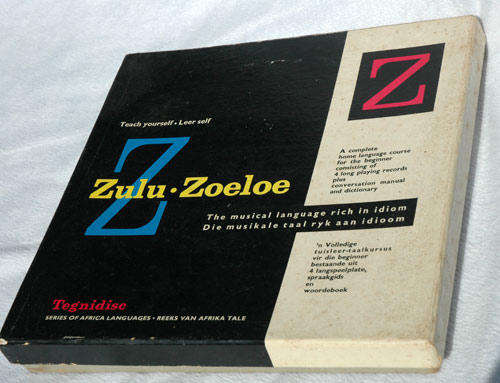 Teach yourself • Leer self
Z
Zulu • Zoeloe
The musical language rich in idiom
Die musikale taal ryk aan idioom
Tegnidisc
SERIES OF AFRICA LANGUAGES • REEKS VAN AFRIKA TALE
Z
A complete
home language course
for the beginner
consisting of
4 long playing records
plus
conversation manual
and dictionary
'n Volledige
tuisleer-taalkursus
vir die beginner
bestaande uit
4 langspeelplate,
spraakgids
en
woordeboek